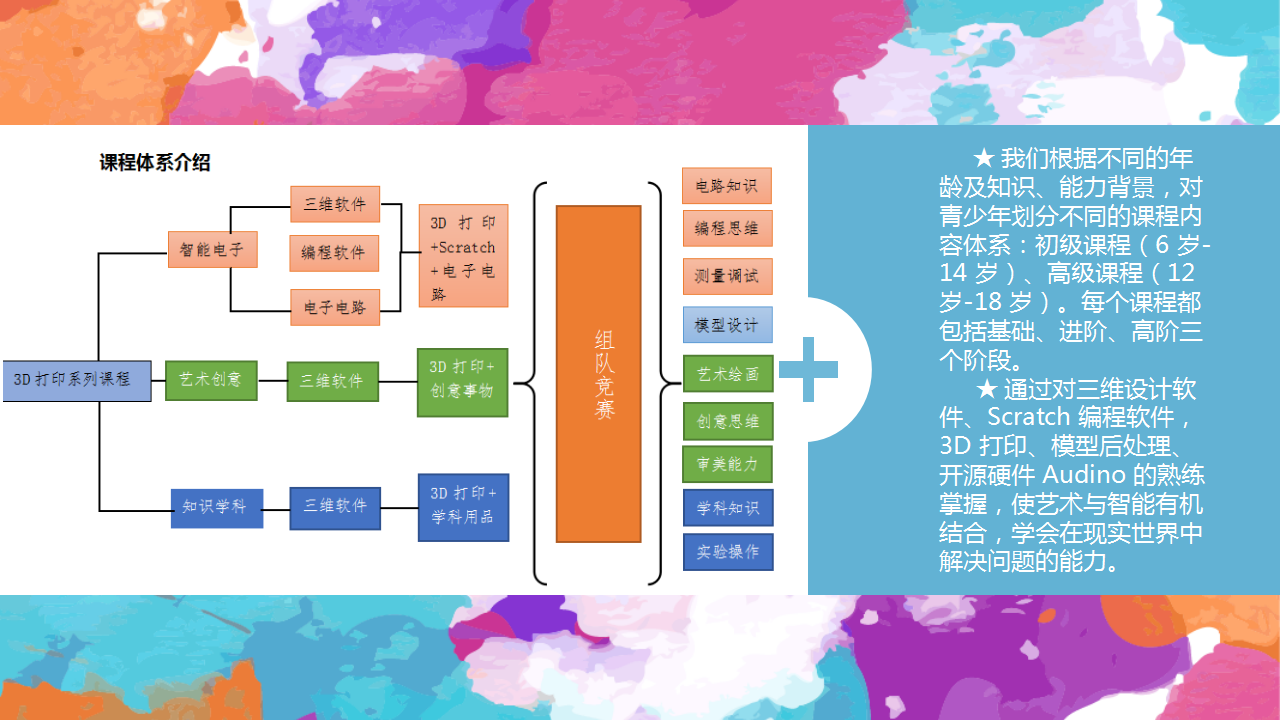 课程体系介绍
3D打印系列课程
智能电子
三维软件
编程软件
电子电路
3D 打印
+Scratch
+电子电
路
艺术创意
三维软件
3D 打印+
创意事物
知识学科
三维软件
3D 打印+
学科用品
组
队
竞
赛
电路知识
编程思维
测量调试
模型设计
艺术绘画
创意思维
审美能力
学科知识
实验操作
★ 我们根据不同的年
龄及知识、能力背景，对
青少年划分不同的课程内
容体系：初级课程（6 岁-
14 岁）、高级课程（12
岁-18 岁）。每个课程都
包括基础、进阶、高阶三
个阶段。
★ 通过对三维设计软
件、Scratch 编程软件，
3D 打印、模型后处理、
开源硬件 Audino 的熟练
掌握，使艺术与智能有机
结合，学会在现实世界中
解决问题的能力。